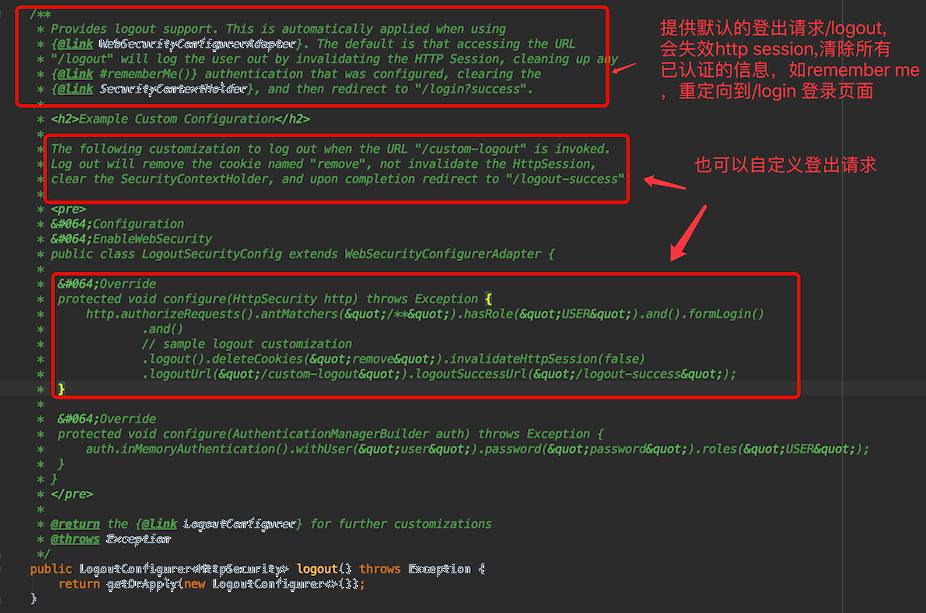 /**
* Provides logout support. This is automatically applied when using
* {@link WebSecurityConfigurerAdapter}. The default is that accessing the URL
* "/logout" will log the user out by invalidating the HTTP Session, cleaning up any
* {@link #rememberMe()} authentication that was configured, clearing the
* {@link SecurityContextHolder}, and then redirect to "/login?success".
*
* <h2>Example Custom Configuration</h2>
*
* The following customization to log out when the URL "/custom-logout" is invoked.
* Log out will remove the cookie named "remove", not invalidate the HttpSession,
* clear the SecurityContextHolder, and upon completion redirect to "/logout-success"
*
* <pre>
* &#064;Configuration
* &#064;EnableWebSecurity
* public class LogoutSecurityConfig extends WebSecurityConfigurerAdapter {
*
* &#064;Override
* protected void configure(HttpSecurity http) throws Exception {
* http.authorizeRequests().antMatchers(&quot;/**&quot;).hasRole(&quot;USER&quot;).and().formLogin()
* .and()
* // sample logout customization
* .logout().deleteCookies(&quot;remove&quot;).invalidateHttpSession(false)
* .logoutUrl(&quot;/custom-logout&quot;).logoutSuccessUrl(&quot;/logout-success&quot;);
* }
*
* &#064;Override
* protected void configure(AuthenticationManagerBuilder auth) throws Exception {
* auth.inMemoryAuthentication().withUser(&quot;user&quot;).password(&quot;password&quot;).roles(&quot;USER&quot;);
* }
* }
* </pre>
*
* @return the {@link LogoutConfigurer} for further customizations
* @throws Exception
*/
public LogoutConfigurer<HttpSecurity> logout() throws Exception {
return getOrApply(new LogoutConfigurer<>());
}
提供默认的登出请求/logout,
会失效http session,清除所有
已认证的信息，如remember me
，重定向到/login 登录页面
也可以自定义登出请求